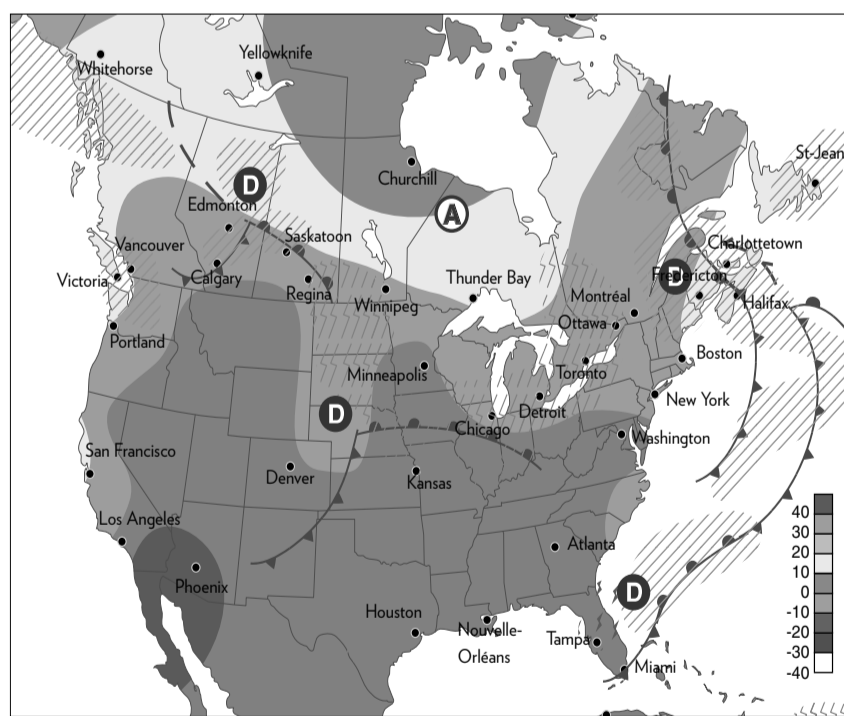 Yellowknife
Whitehorse
St-Jean
Churchill
D
A
Edmonton
Saskatoon
Vancouver
Charlottetown
D
Fredericton
Victoria
Calgary
Regina
Winnipeg
Thunder Bay
Montréal
Halifax
Ottawa
Portland
Boston
Minneapolis
Toronto
New York
Detroit
D
Chicago
Washington
San Francisco
Denver
Kansas
Los Angeles
40
30
20
10
0
-10
-20
-30
-40
Atlanta
Phoenix
D
Houston
Nouvelle-
Orléans
Tampa
Miami